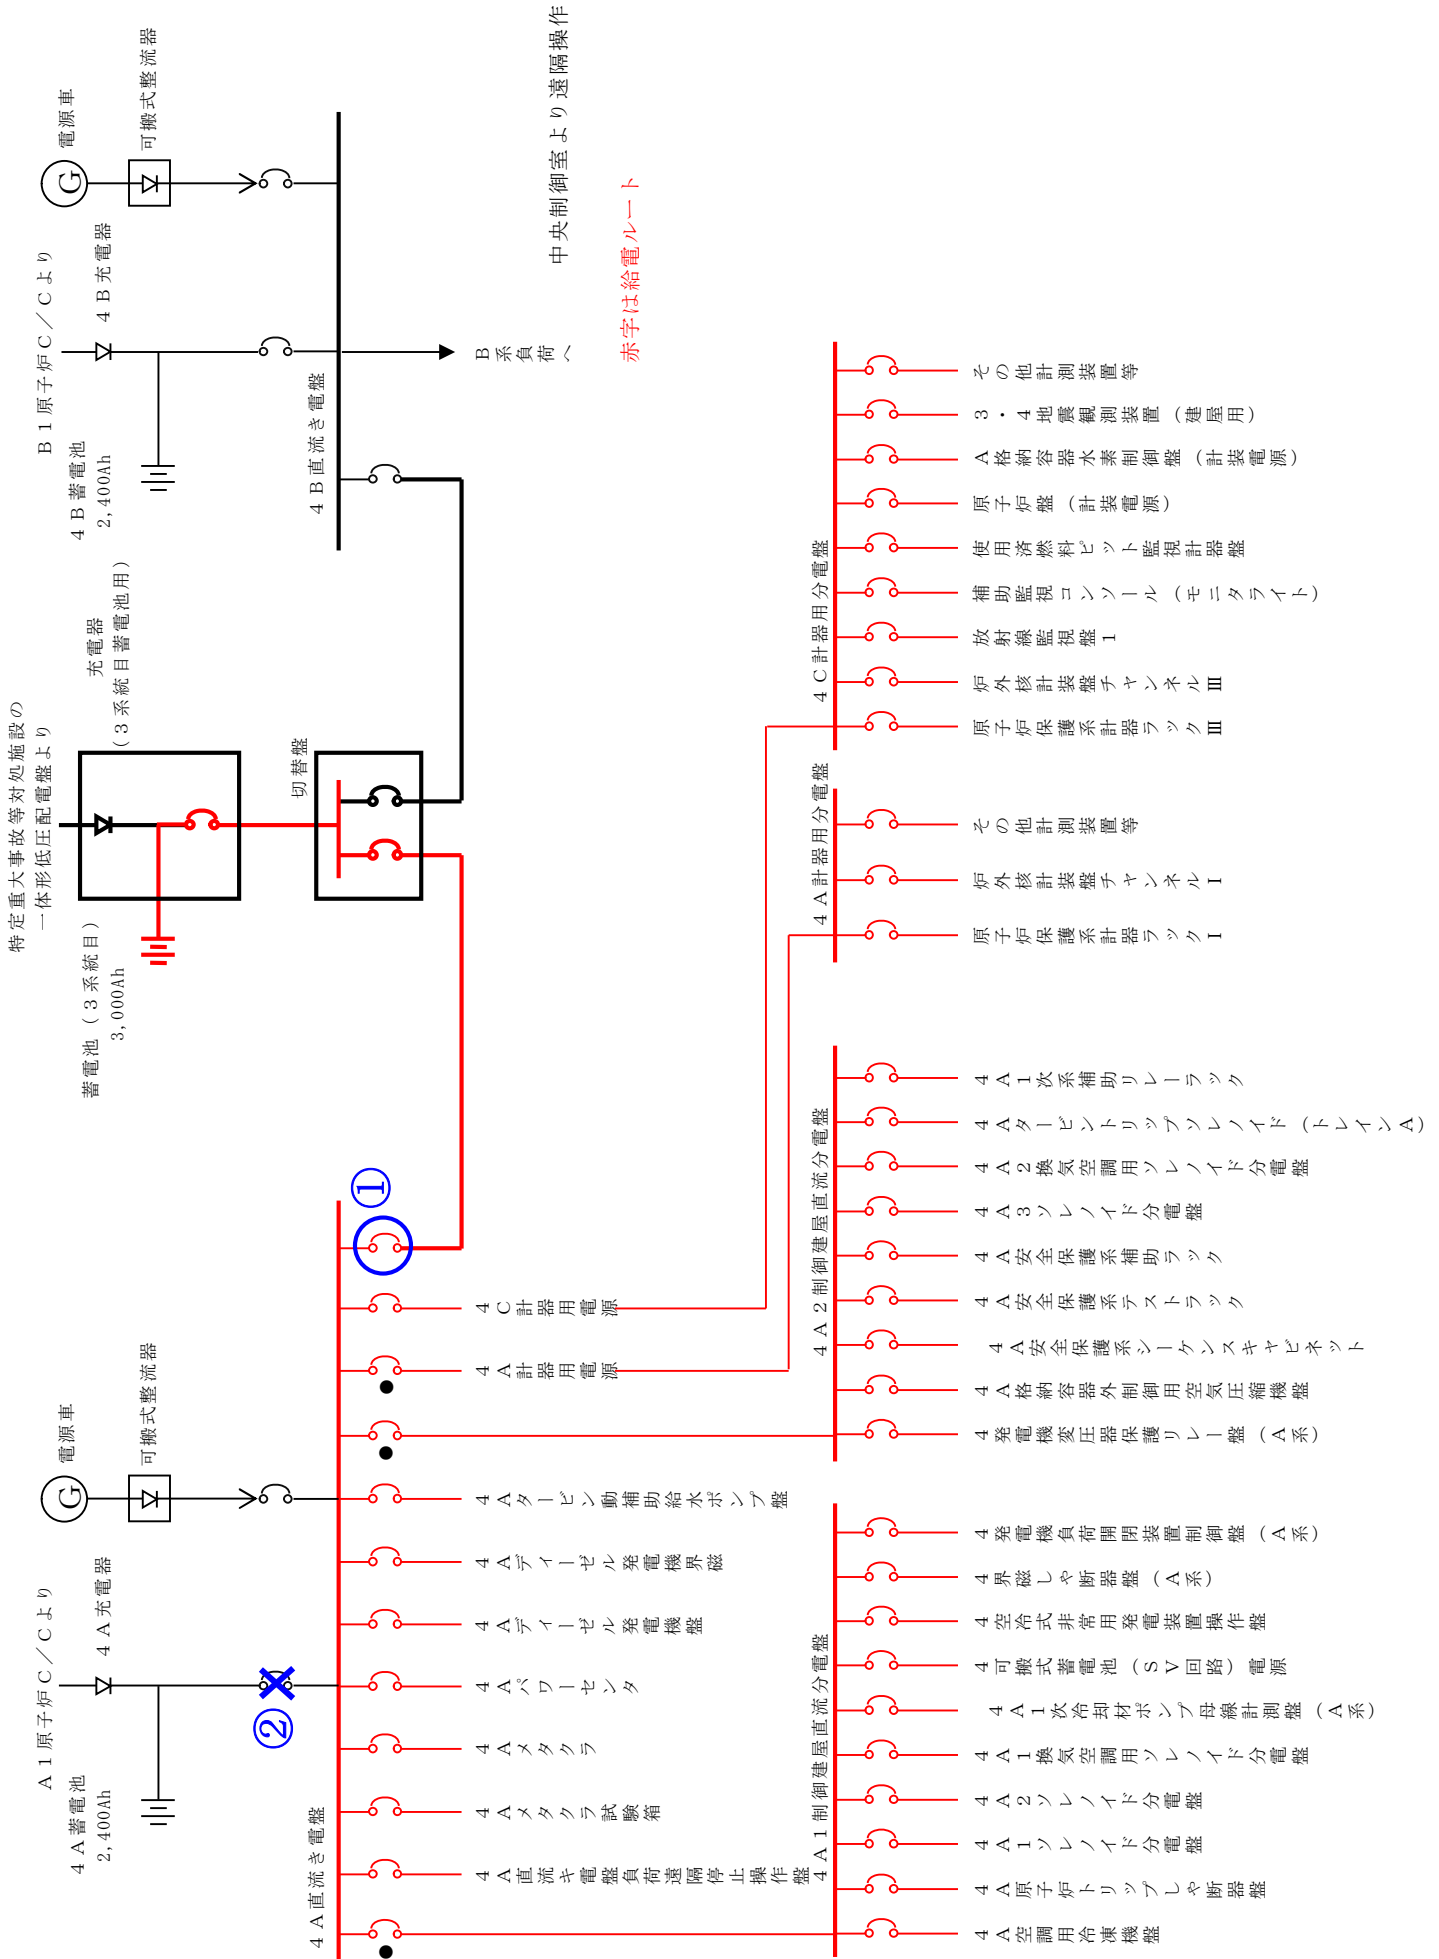 特定重大事故等対処施設の
一体形低圧配電盤より
充電器
（３系統目蓄電池用）
蓄電池（３系統目）
3,000Ah
切替盤
A１原子炉C／Cより
４A充電器
４A蓄電池
2,400Ah
G
電源車
可搬式整流器
４A直流き電盤
①
②
B１原子炉C／Cより
４B充電器
４B蓄電池
2,400Ah
G
電源車
可搬式整流器
４B直流き電盤
B系負荷へ
中央制御室より遠隔操作
赤字は給電ルート
４A直流キ電盤負荷遠隔停止操作盤
４Aメタクラ試験箱
４Aメタクラ
４Aパワーセンタ
４Aディーゼル発電機盤
４Aディーゼル発電機界磁
４Aタービン動補助給水ポンプ盤
４A計器用電源
４C計器用電源
４A１制御建屋直流分電盤
４A空調用冷凍機盤
４A原子炉トリップしゃ断器盤
４A１ソレノイド分電盤
４A２ソレノイド分電盤
４A１換気空調用ソレノイド分電盤
４A１次冷却材ポンプ母線計測盤（A系）
４可搬式蓄電池（SV回路）電源
４空冷式非常用発電装置操作盤
４界磁しゃ断器盤（A系）
４発電機負荷開閉装置制御盤（A系）
４A２制御建屋直流分電盤
４発電機変圧器保護リレー盤（A系）
４A格納容器外制御用空気圧縮機盤
４A安全保護系シーケンスキャビネット
４A安全保護系テストラック
４A安全保護系補助ラック
４A３ソレノイド分電盤
４A２換気空調用ソレノイド分電盤
４Aタービントリップソレノイド（トレインA）
４A１次系補助リレーラック
４A計器用分電盤
原子炉保護系計器ラックⅠ
炉外核計装盤チャンネルⅠ
その他計測装置等
４C計器用分電盤
原子炉保護系計器ラックⅢ
炉外核計装盤チャンネルⅢ
放射線監視盤１
補助監視コンソール（モニタライト）
使用済燃料ピット監視計器盤
原子炉盤（計装電源）
A格納容器水素制御盤（計装電源）
３・４地震観測装置（建屋用）
その他計測装置等